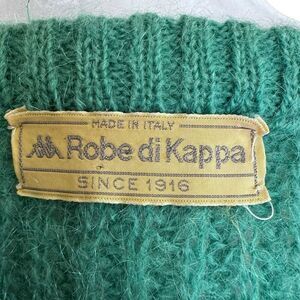 MADE IN ITALY
Robe di Kappa
SINCE 1916